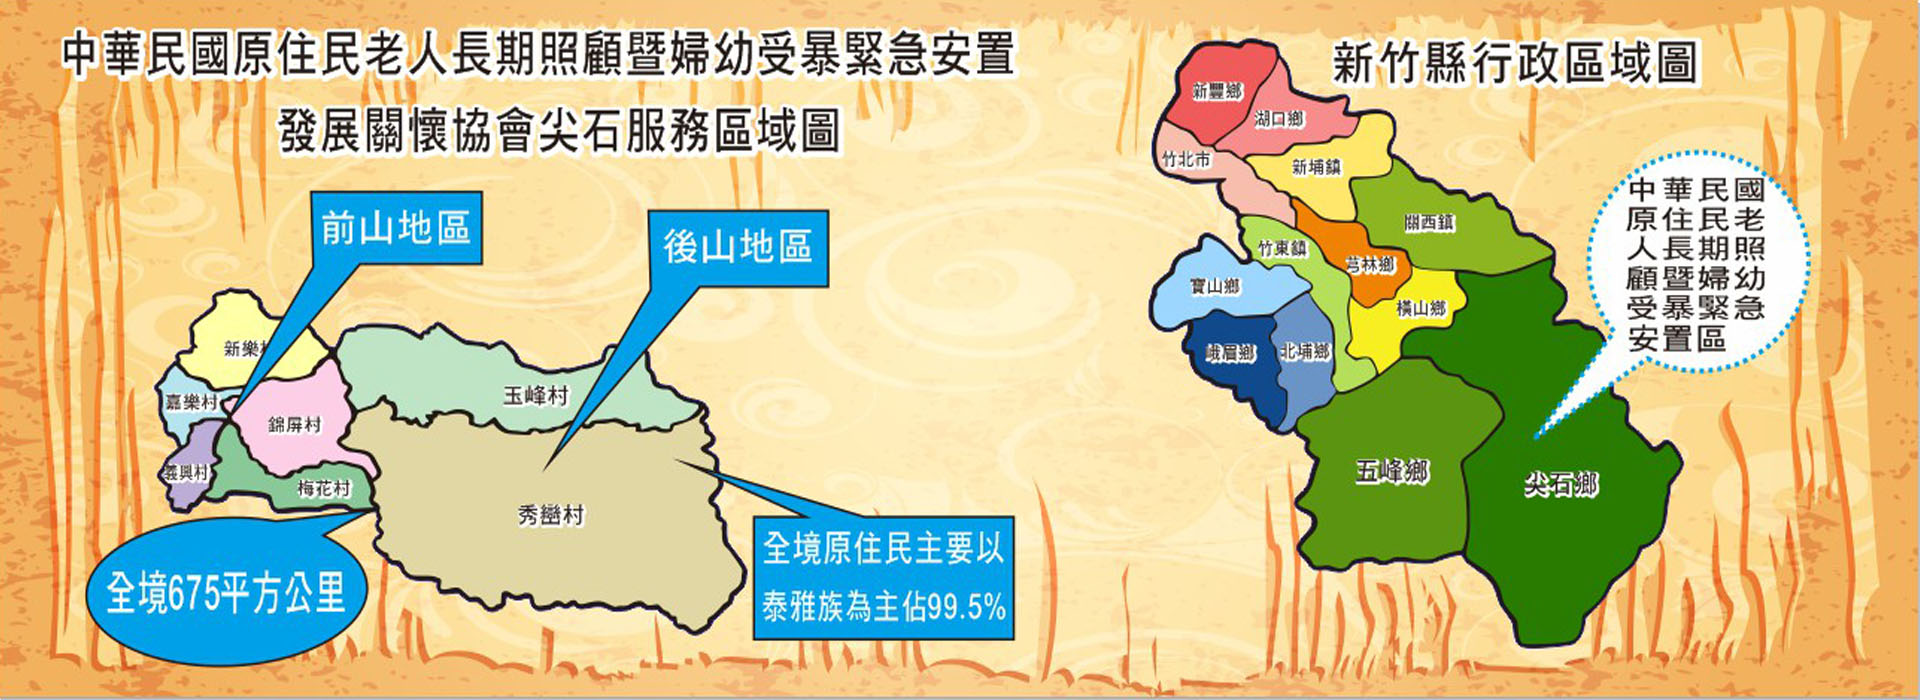 中華民國原住民老人長期照顧暨婦幼受暴緊急安置
發展關懷協會尖石服務區域圖
前山地區
後山地區
新樂村
嘉樂村
錦屏村
義興村
梅花村
玉峰村
秀巒村
全境675平方公里
全境原住民主要以
泰雅族為主佔99.5%
新竹縣行政區域圖
新豐鄉
湖口鄉
竹北市
新埔鎮
關西鎮
竹東鎮
芎林鄉
寶山鄉
橫山鄉
峨眉鄉
北埔鄉
五峰鄉
尖石鄉
中華民國
原住民老
人長期照
顧暨婦幼
受暴緊急
安置區